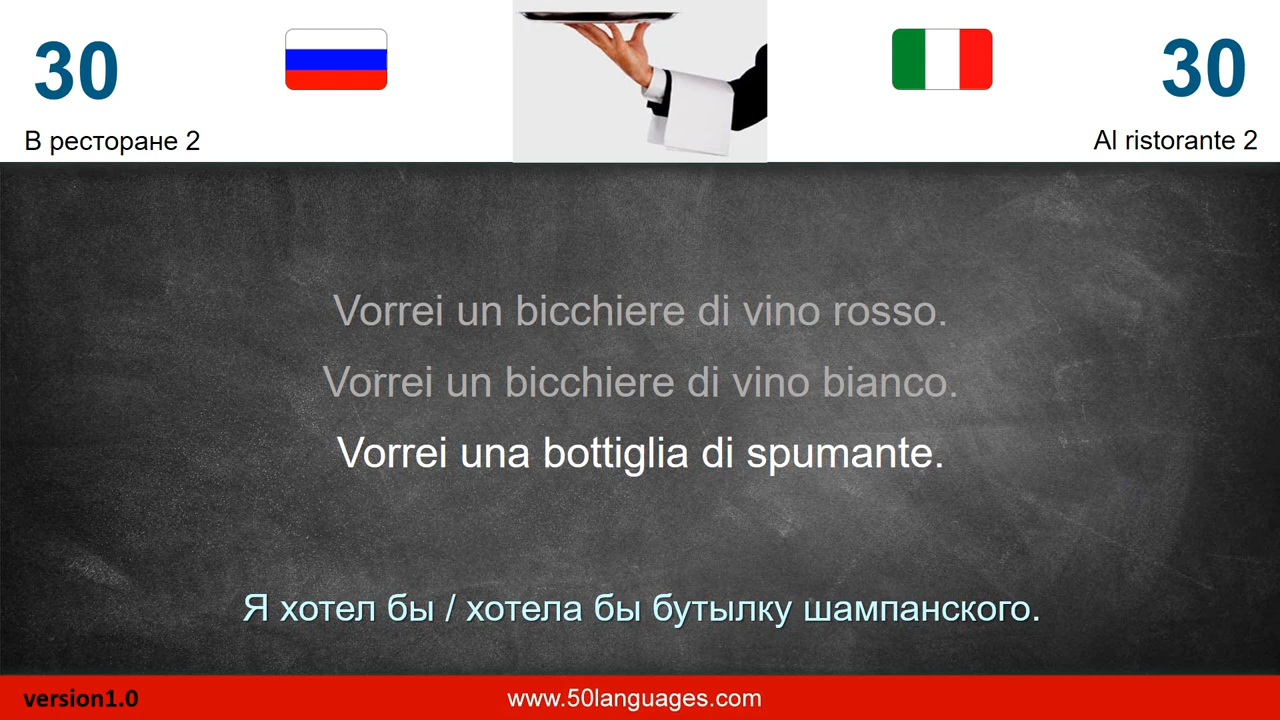 30
30
В ресторане 2
Al ristorante 2
Vorrei un bicchiere di vino rosso.
Vorrei un bicchiere di vino bianco.
Vorrei una bottiglia di spumante.
Я хотел бы / хотела бы бутылку шампанского.
version1.0
www.50languages.com